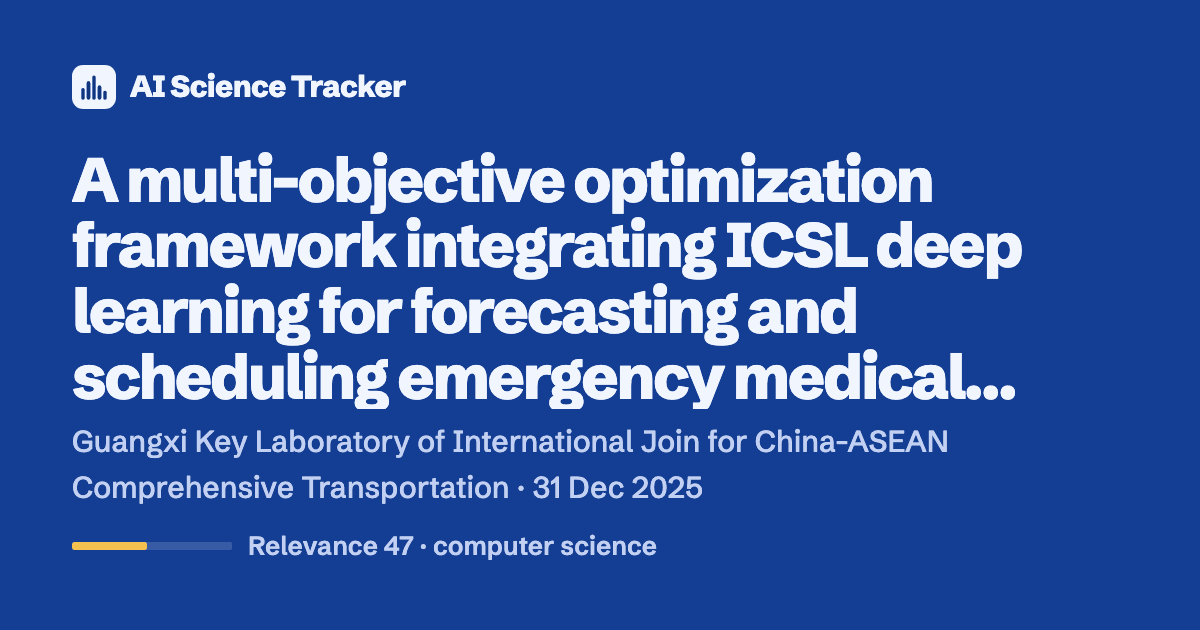 AI Science Tracker
A multi-objective optimization
framework integrating ICSL deep
learning for forecasting and
scheduling emergency medical...
Guangxi Key Laboratory of International Join for China-ASEAN
Comprehensive Transportation · 31 Dec 2025
Relevance 47 · computer science